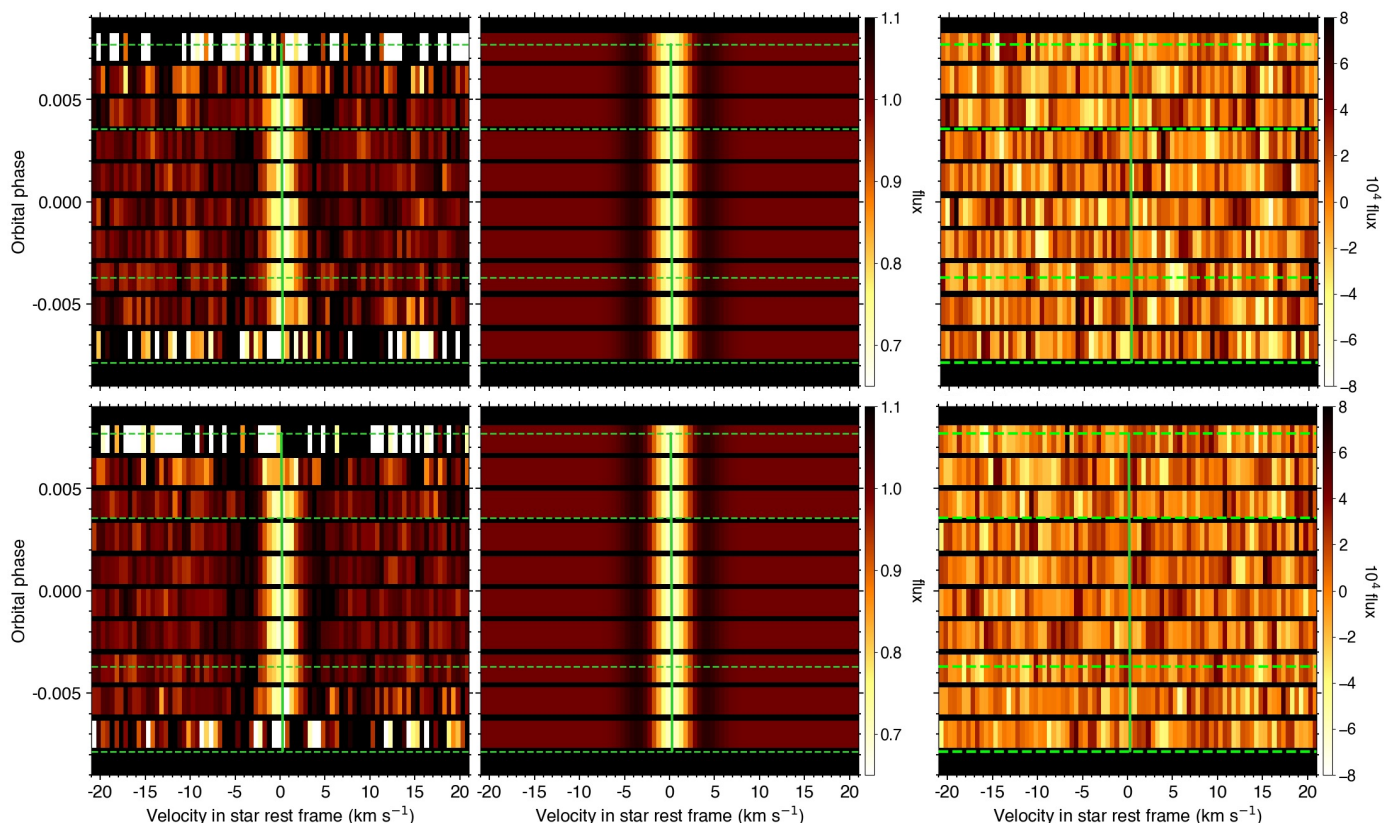 1.1
8
0.005
1.0
6
4
Orbital phase
0.000
0.9
flux
2
0
10⁴ flux
0.8
−2
-0.005
−4
0.7
−6
−8
1.1
8
0.005
1.0
6
4
Orbital phase
0.000
0.9
flux
2
0
10⁴ flux
0.8
−2
-0.005
−4
0.7
−6
−8
-20 -15 -10 -5 0 5 10 15 20
-20 -15 -10 -5 0 5 10 15 20
-20 -15 -10 -5 0 5 10 15 20
Velocity in star rest frame (km s⁻¹)
Velocity in star rest frame (km s⁻¹)
Velocity in star rest frame (km s⁻¹)